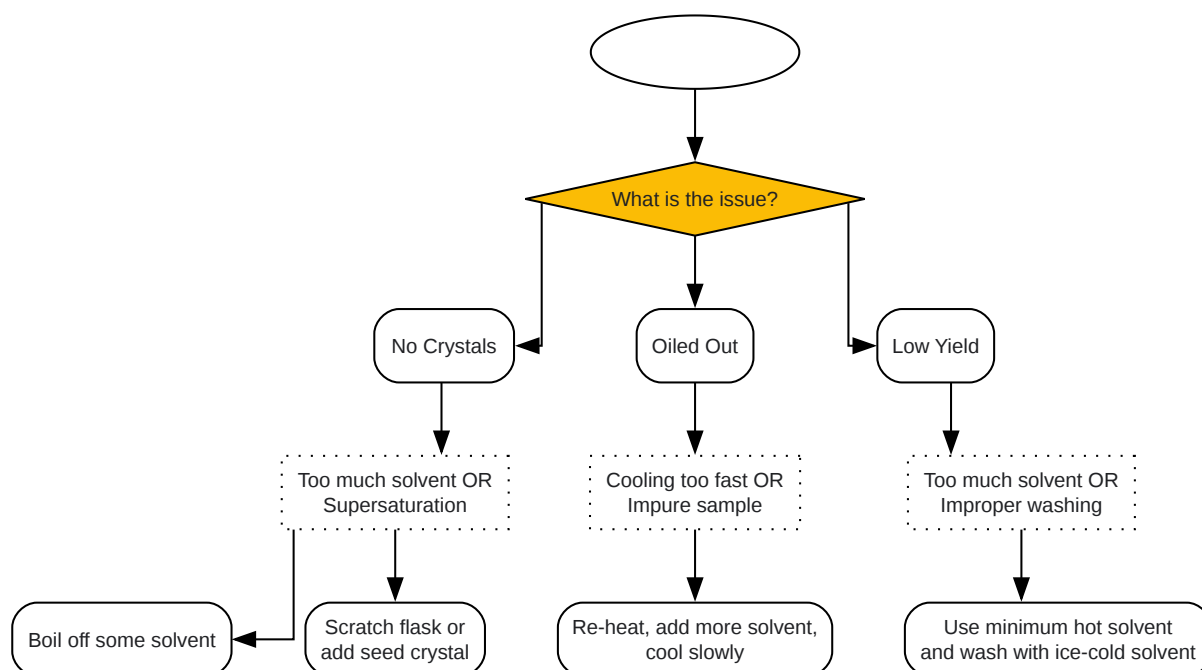 What is the issue?
No Crystals
Oiled Out
Low Yield
Too much solvent OR
Supersaturation
Cooling too fast OR
Impure sample
Too much solvent OR
Improper washing
Boil off some solvent
Scratch flask or
add seed crystal
Re-heat, add more solvent,
cool slowly
Use minimum hot solvent
and wash with ice-cold solvent